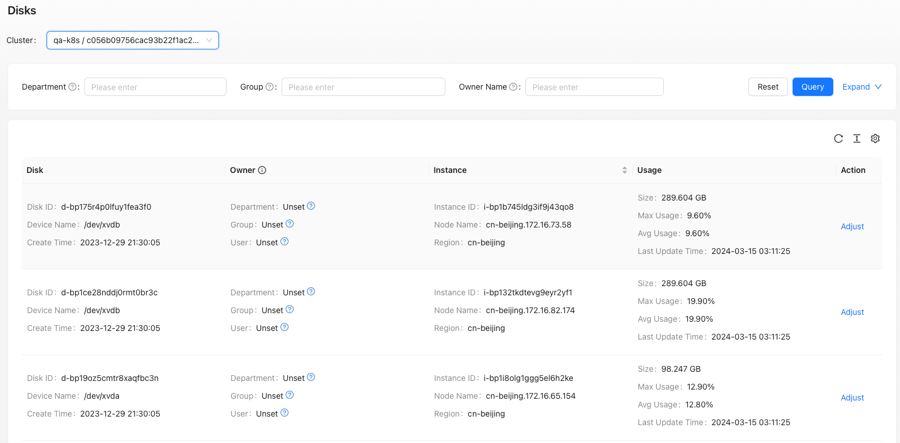 Disks
Cluster: qa-k8s / c056b09756cac93b22f1ac2...
Department : Please enter Group : Please enter Owner Name : Please enter Reset Query Expand
Disk Owner Instance Usage Action
Disk ID: d-bp175r4p0lfuy1fea3f0
Device Name: /dev/xvdb
Create Time: 2023-12-29 21:30:05
Department: Unset
Group: Unset
User: Unset
Instance ID: i-bp1b745ldg3if9j43qo8
Node Name: cn-beijing.172.16.73.58
Region: cn-beijing
Size: 289.604 GB
Max Usage: 9.60%
Avg Usage: 9.60%
Last Update Time: 2024-03-15 03:11:25
Adjust
Disk ID: d-bp1ce28nddj0rmt0br3c
Device Name: /dev/xvdb
Create Time: 2023-12-29 21:30:05
Department: Unset
Group: Unset
User: Unset
Instance ID: i-bp132tkdtevg9eyr2yf1
Node Name: cn-beijing.172.16.82.174
Region: cn-beijing
Size: 289.604 GB
Max Usage: 19.90%
Avg Usage: 19.90%
Last Update Time: 2024-03-15 03:11:25
Adjust
Disk ID: d-bp19oz5cmtr8xaqfbc3n
Device Name: /dev/xvda
Create Time: 2023-12-29 21:30:05
Department: Unset
Group: Unset
User: Unset
Instance ID: i-bp1i8olg1ggg5el6h2ke
Node Name: cn-beijing.172.16.65.154
Region: cn-beijing
Size: 98.247 GB
Max Usage: 12.90%
Avg Usage: 12.80%
Last Update Time: 2024-03-15 03:11:25
Adjust